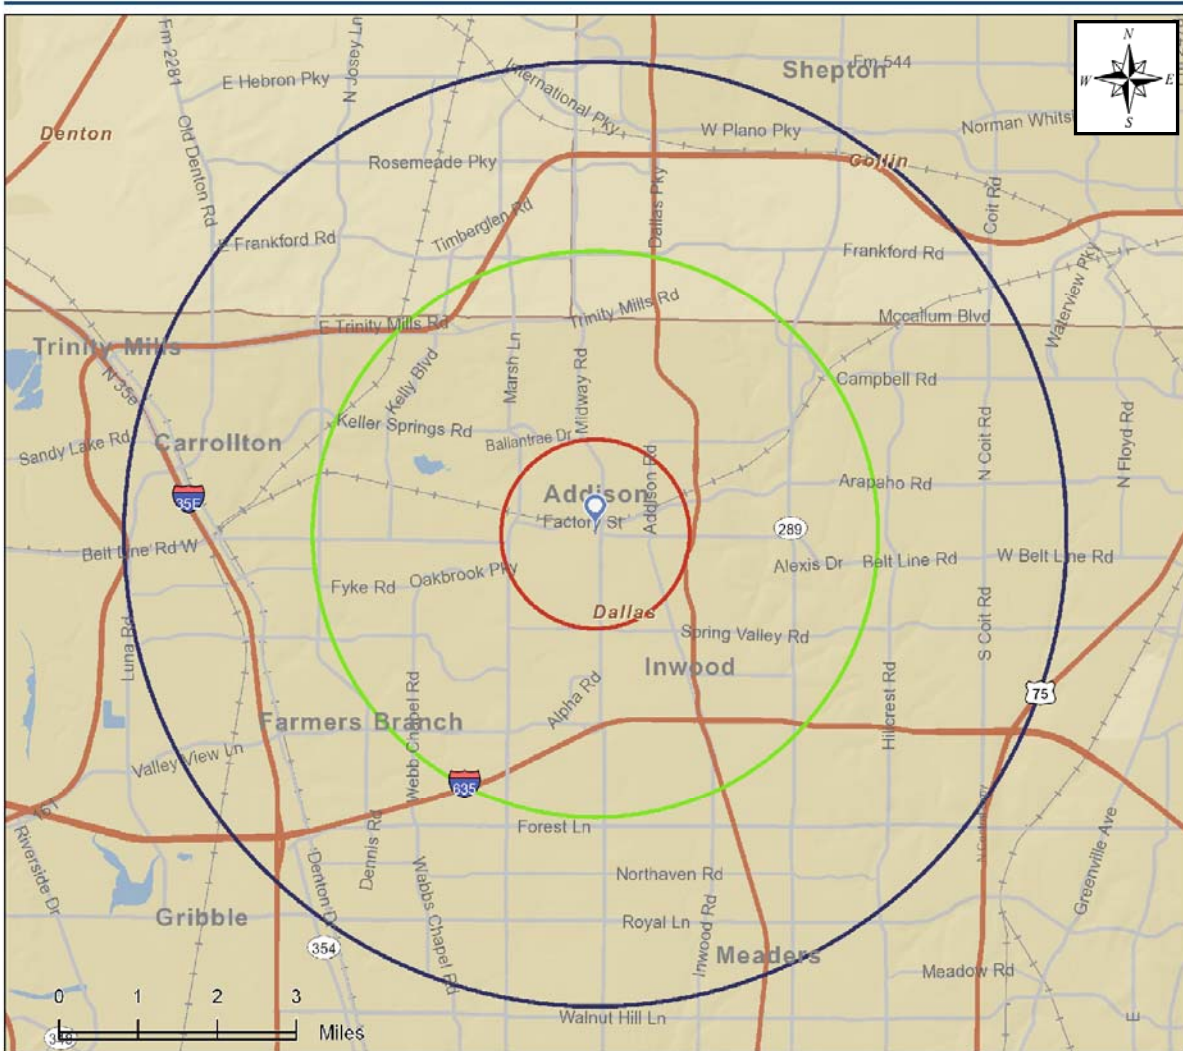 N
W
E
S
Fm 2281
N Josey Ln
E Hebron Pky
International Pky
Shepton
Fm 544
Denton
Old Denton Rd
Rosemeade Pky
W Plano Pky
Norman Whits
Collin
Coit Rd
Dallas Pky
Timberglen Rd
E Frankford Rd
Frankford Rd
Waterview Pky
E Trinity Mills Rd
Trinity Mills Rd
Mccallum Blvd
Trinity Mills
N 35e
Kelly Blvd
Marsh Ln
Midway Rd
Campbell Rd
Sandy Lake Rd
Carrollton
Keller Springs Rd
Ballantrae Dr
Addison Rd
N Coit Rd
N Floyd Rd
35E
Addison
Arapaho Rd
Factory St
289
Belt Line Rd W
Fyke Rd
Oakbrook Pky
Alexis Dr
Belt Line Rd
W Belt Line Rd
Luna Rd
Dallas
Spring Valley Rd
S Coit Rd
Inwood
Webb Chapel Rd
Alpha Rd
Hillcrest Rd
75
Farmers Branch
Valley View Ln
635
161
Riverside Dr
Dennis Rd
Forest Ln
Denton Dr
Webbs Chapel Rd
Northaven Rd
Greenville Ave
Gribble
354
Royal Ln
Inwood Rd
Meaders
Meadow Rd
0 1 2 3
Miles
Walnut Hill Ln
E